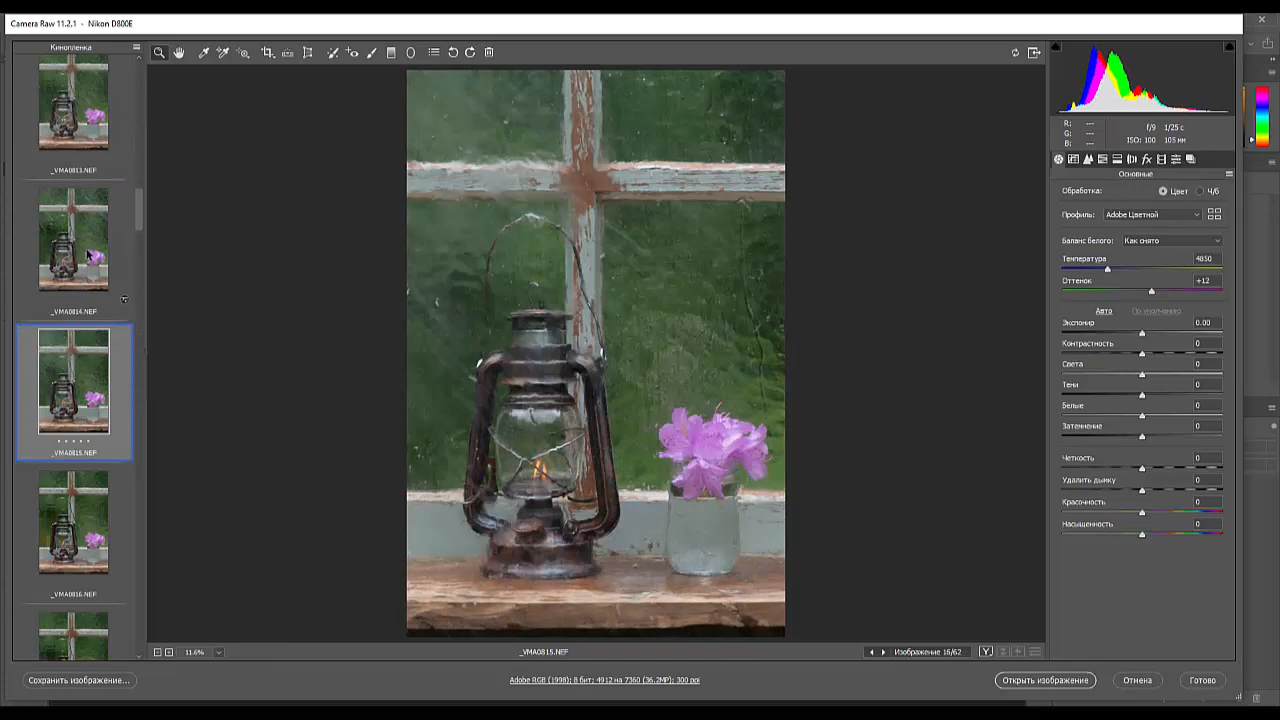 Camera Raw 11.2.1 - Nikon D800E
Кинопленка
_VMA0813.NEF
_VMA0814.NEF
_VMA0815.NEF
_VMA0816.NEF
11.6%
_VMA0815.NEF
Изображение 16/62
Y
Сохранить изображение...
Adobe RGB (1998); 8 бит; 4912 на 7360 (36.2MP); 300 ppi
Открыть изображение
Отмена
Готово
R: ---
G: ---
B: ---
f/9 1/25 с
ISO: 100 105 мм
fx
Основные
Обработка: Цвет Ч/б
Профиль: Adobe Цветной
Баланс белого: Как снято
Температура 4850
Оттенок +12
Авто По умолчанию
Экспонир 0.00
Контрастность 0
Света 0
Тени 0
Белые 0
Затемнение 0
Четкость 0
Удалить дымку 0
Красочность 0
Насыщенность 0